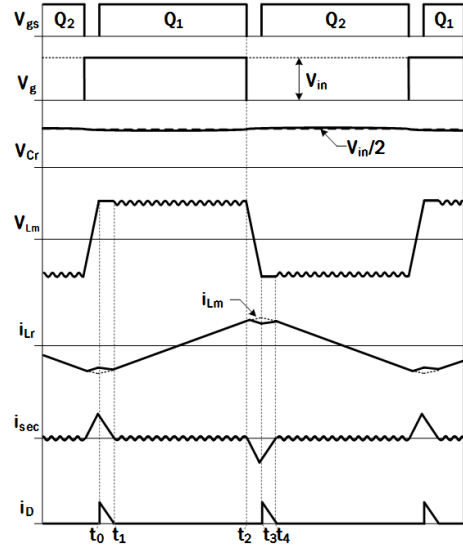 Vgs Q2 Q1 Q2 Q1
Vg Vin
VCr Vin/2
VLm
iLm
iLr
isec
iD
t0 t1 t2 t3 t4